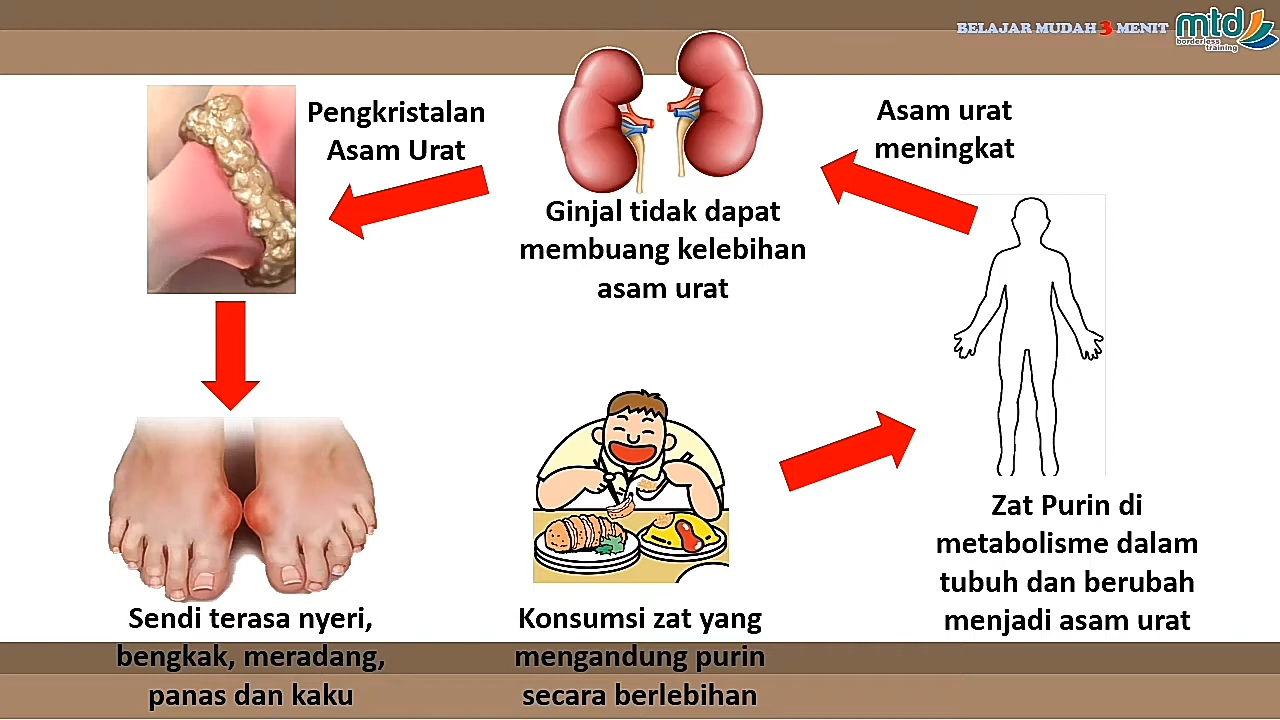 BELAJAR MUDAH 3 MENIT
mtd
borderless
training
Pengkristalan
Asam Urat
Asam urat
meningkat
Ginjal tidak dapat
membuang kelebihan
asam urat
Zat Purin di
metabolisme dalam
tubuh dan berubah
menjadi asam urat
Sendi terasa nyeri,
bengkak, meradang,
panas dan kaku
Konsumsi zat yang
mengandung purin
secara berlebihan